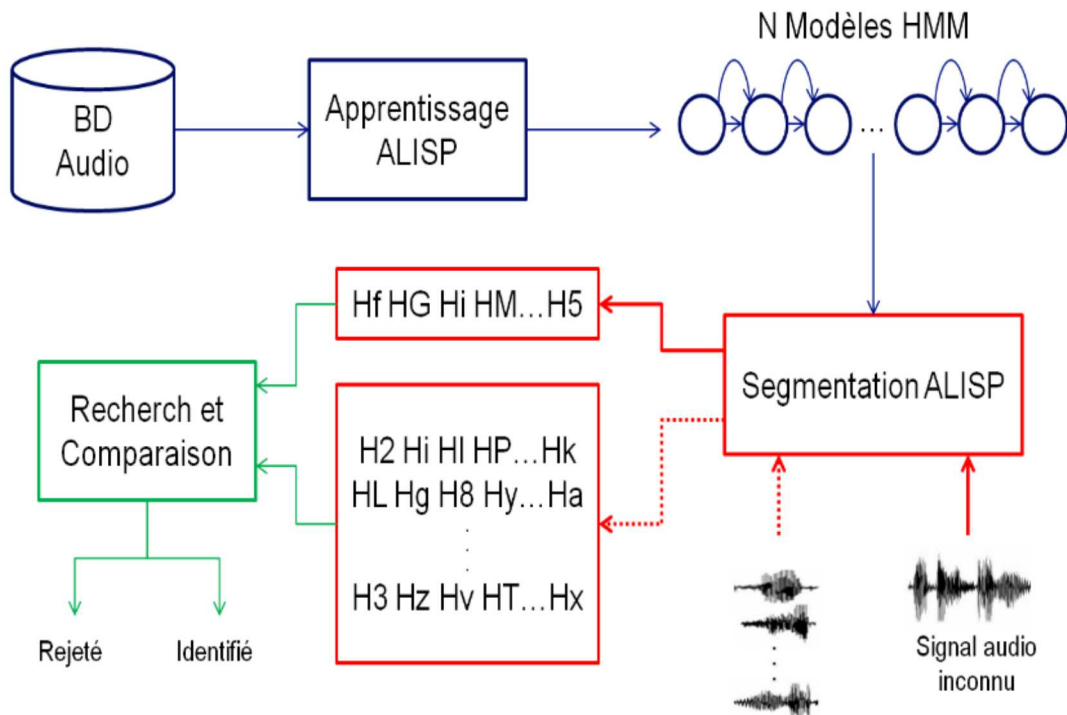 N Modèles HMM
BD
Audio
Apprentissage
ALISP
...
Hf HG Hi HM...H5
Segmentation ALISP
Recherch et
Comparaison
H2 Hi Hl HP...Hk
HL Hg H8 Hy...Ha
H3 Hz Hv HT...Hx
Rejeté
Identifié
Signal audio
inconnu